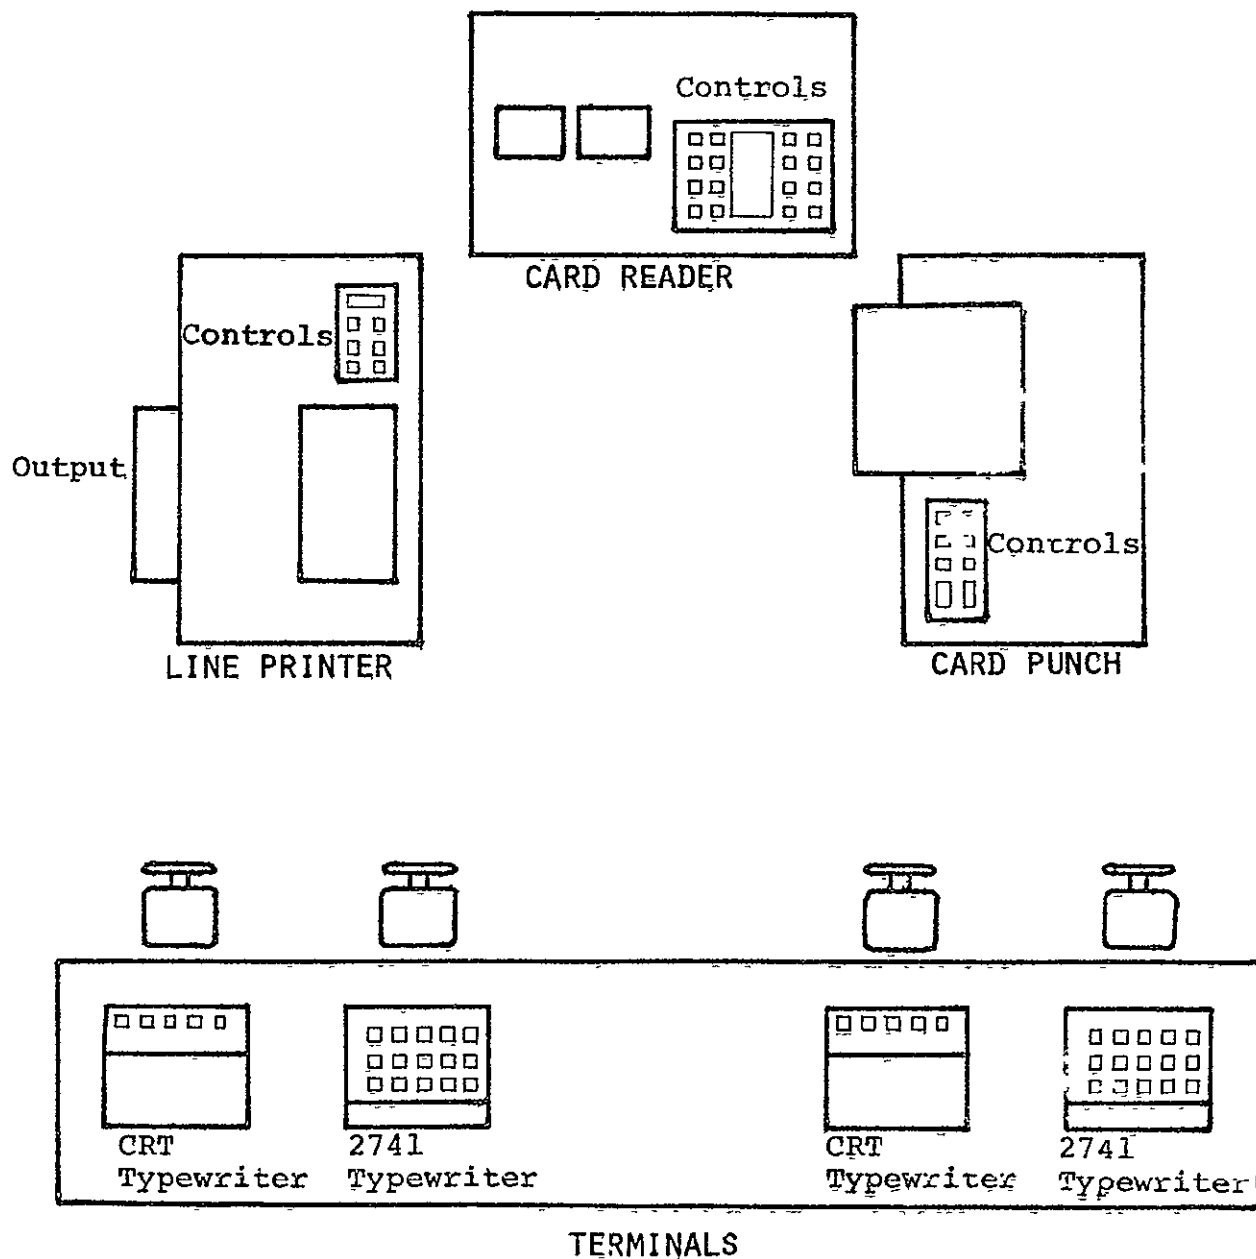 Controls
CARD READER
Controls
Output
LINE PRINTER
Controls
CARD PUNCH
CRT
Typewriter
2741
Typewriter
CRT
Typewriter
2741
Typewriter
TERMINALS